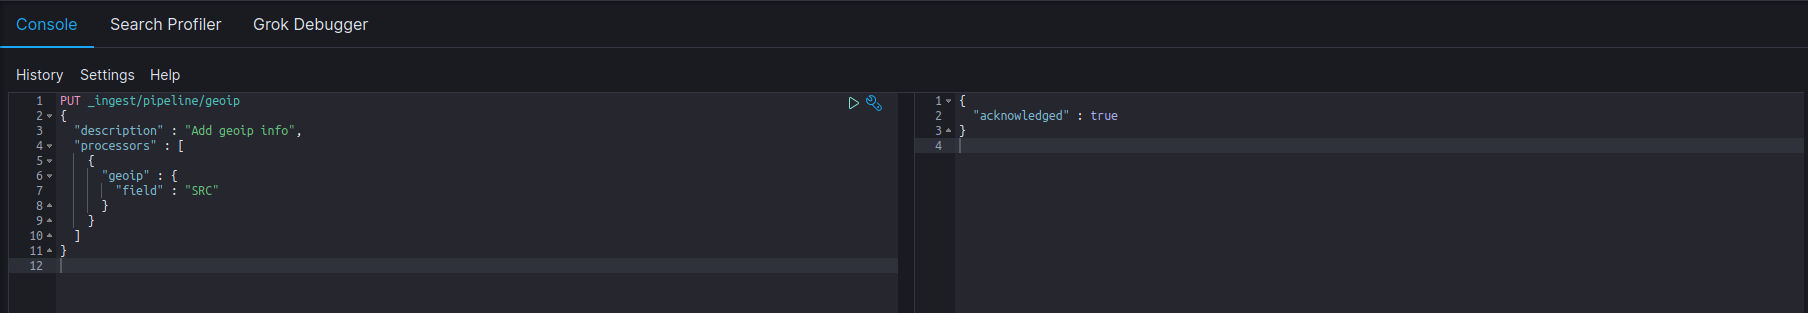 Console Search Profiler Grok Debugger
History Settings Help
1 PUT _ingest/pipeline/geoip
2 {
3 "description" : "Add geoip info",
4 "processors" : [
5 {
6 "geoip" : {
7 "field" : "SRC"
8 }
9 }
10 ]
11 }
12
1 {
2 "acknowledged" : true
3 }
4